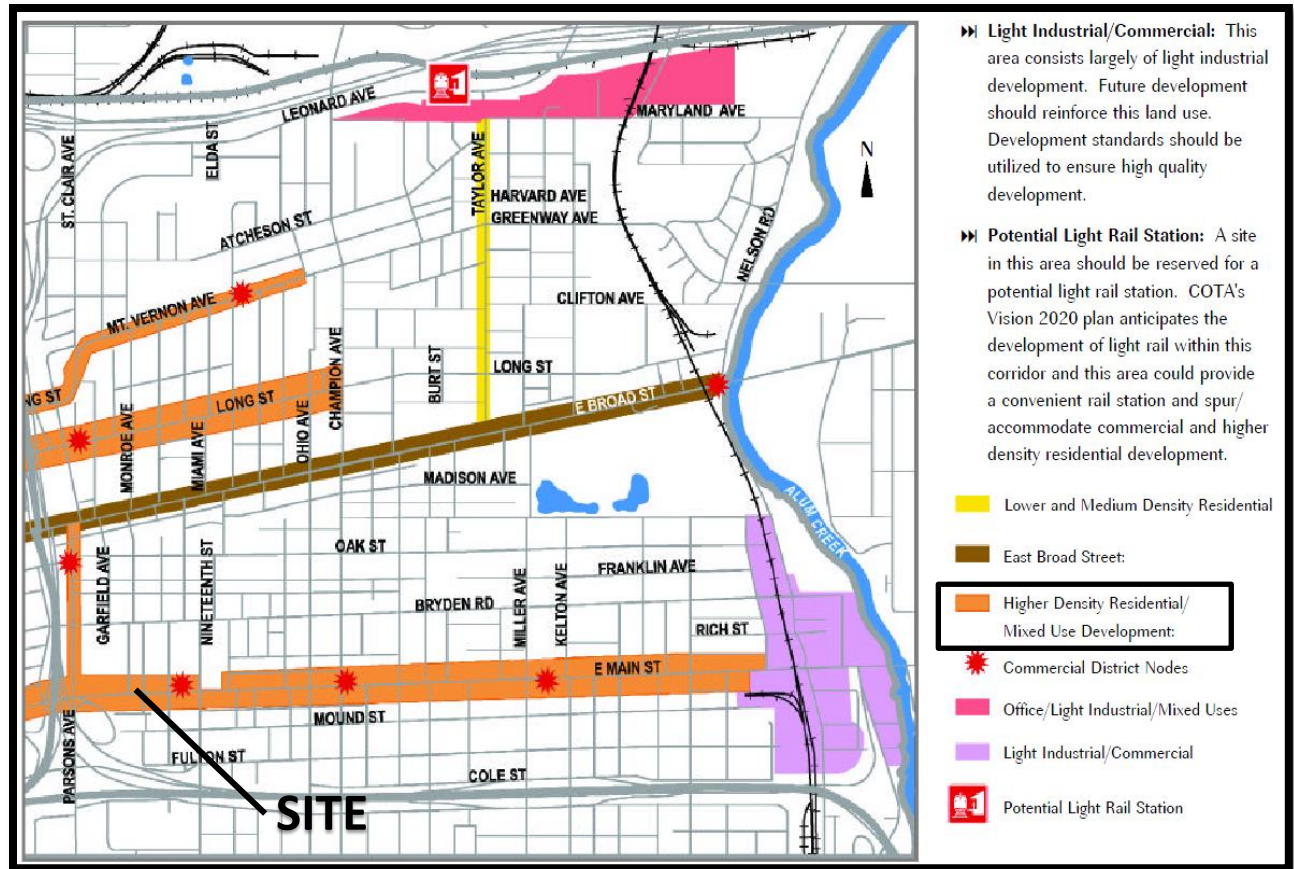 LEONARD AVE
MARYLAND AVE
ST. CLAIR AVE
ELDA ST
TAYLOR AVE
HARVARD AVE
GREENWAY AVE
N
ATCHESON ST
NELSON RD
MT. VERNON AVE
CLIFTON AVE
NG ST
LONG ST
CHAMPION AVE
BURT ST
LONG ST
E BROAD ST
MONROE AVE
MIAMI AVE
OHIO AVE
MADISON AVE
ALUM CREEK
OAK ST
FRANKLIN AVE
GARFIELD AVE
NINETEENTH ST
BRYDEN RD
MILLER AVE
KELTON AVE
RICH ST
E MAIN ST
MOUND ST
PARSONS AVE
FULTON ST
COLE ST
SITE
Light Industrial/Commercial: This
area consists largely of light industrial
development. Future development
should reinforce this land use.
Development standards should be
utilized to ensure high quality
development.
Potential Light Rail Station: A site
in this area should be reserved for a
potential light rail station. COTA's
Vision 2020 plan anticipates the
development of light rail within this
corridor and this area could provide
a convenient rail station and spur/
accommodate commercial and higher
density residential development.
Lower and Medium Density Residential
East Broad Street:
Higher Density Residential/
Mixed Use Development:
Commercial District Nodes
Office/Light Industrial/Mixed Uses
Light Industrial/Commercial
Potential Light Rail Station